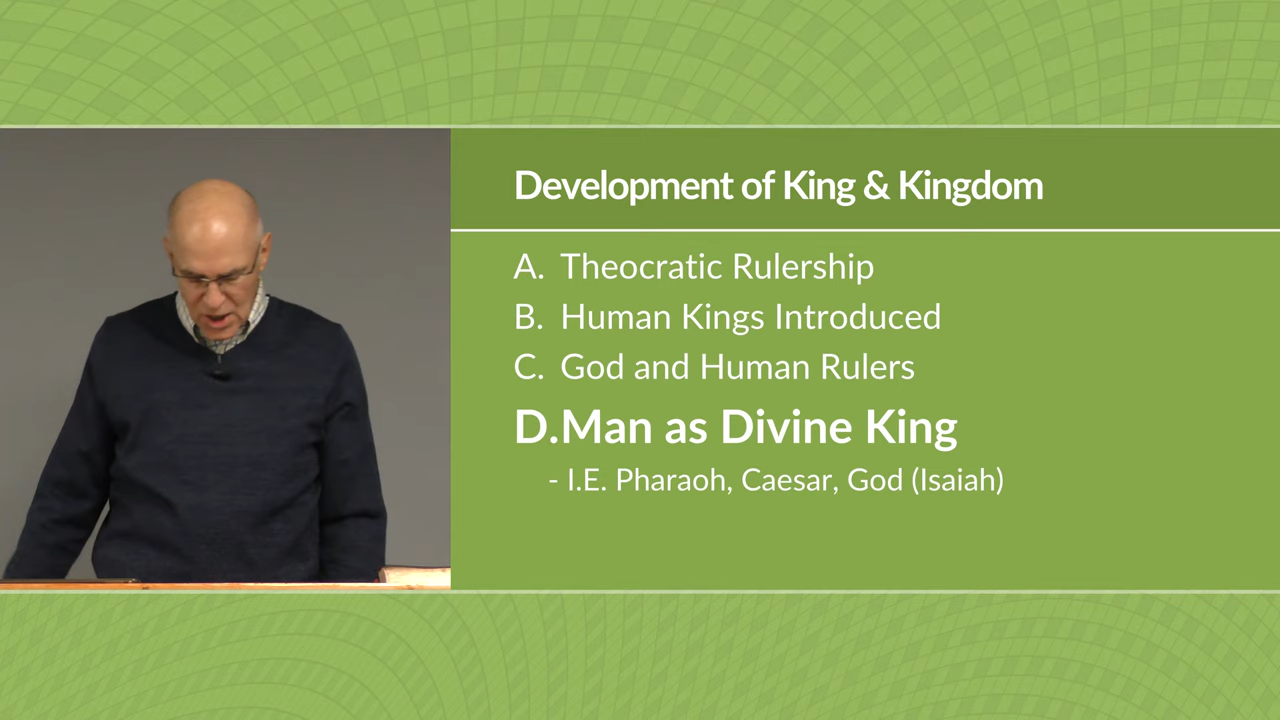 Development of King & Kingdom
A. Theocratic Rulership
B. Human Kings Introduced
C. God and Human Rulers
D.Man as Divine King
- I.E. Pharaoh, Caesar, God (Isaiah)